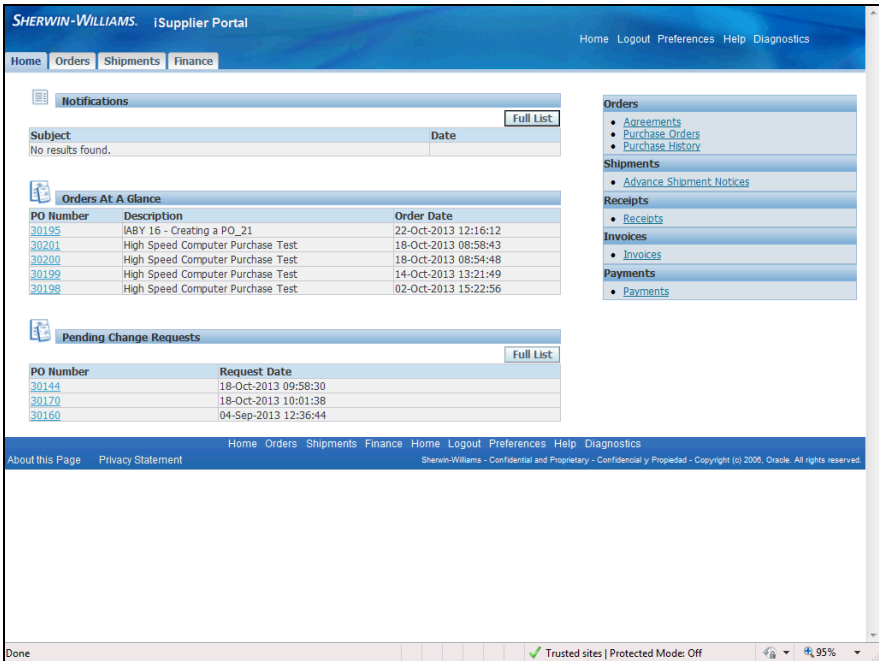 SHERWIN-WILLIAMS. iSupplier Portal
Home Logout Preferences Help Diagnostics
Home Orders Shipments Finance
Notifications
Full List
Subject Date
No results found.
Orders At A Glance
PO Number Description Order Date
30195 IABY 16 - Creating a PO_21 22-Oct-2013 12:16:12
30201 High Speed Computer Purchase Test 18-Oct-2013 08:58:43
30200 High Speed Computer Purchase Test 18-Oct-2013 08:54:48
30199 High Speed Computer Purchase Test 14-Oct-2013 13:21:49
30198 High Speed Computer Purchase Test 02-Oct-2013 15:22:56
Pending Change Requests
Full List
PO Number Request Date
30144 18-Oct-2013 09:58:30
30170 18-Oct-2013 10:01:38
30160 04-Sep-2013 12:36:44
Orders
Agreements
Purchase Orders
Purchase History
Shipments
Advance Shipment Notices
Receipts
Receipts
Invoices
Invoices
Payments
Payments
Home Orders Shipments Finance Home Logout Preferences Help Diagnostics
About this Page Privacy Statement Sherwin-Williams - Confidential and Proprietary - Confidencial y Propiedad - Copyright (c) 2006, Oracle. All rights reserved.
Done Trusted sites | Protected Mode: Off 95%